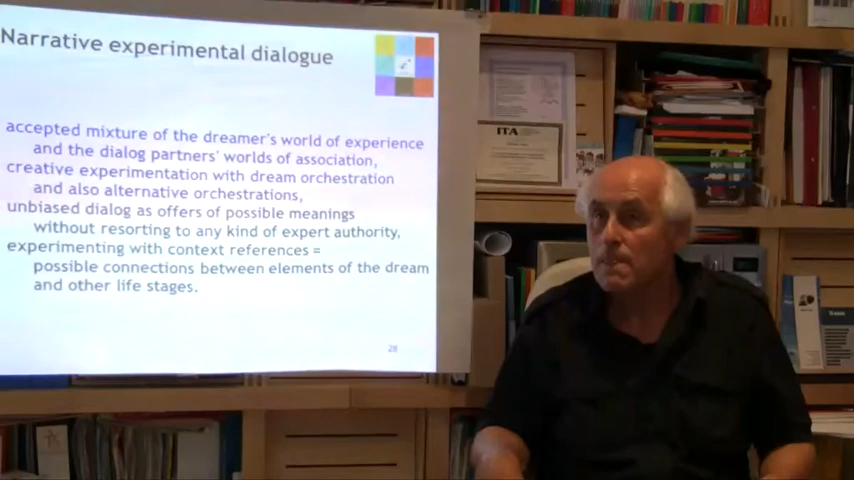 Narrative experimental dialogue
accepted mixture of the dreamer's world of experience
and the dialog partners' worlds of association,
creative experimentation with dream orchestration
and also alternative orchestrations,
unbiased dialog as offers of possible meanings
without resorting to any kind of expert authority,
experimenting with context references =
possible connections between elements of the dream
and other life stages.
28
ITA